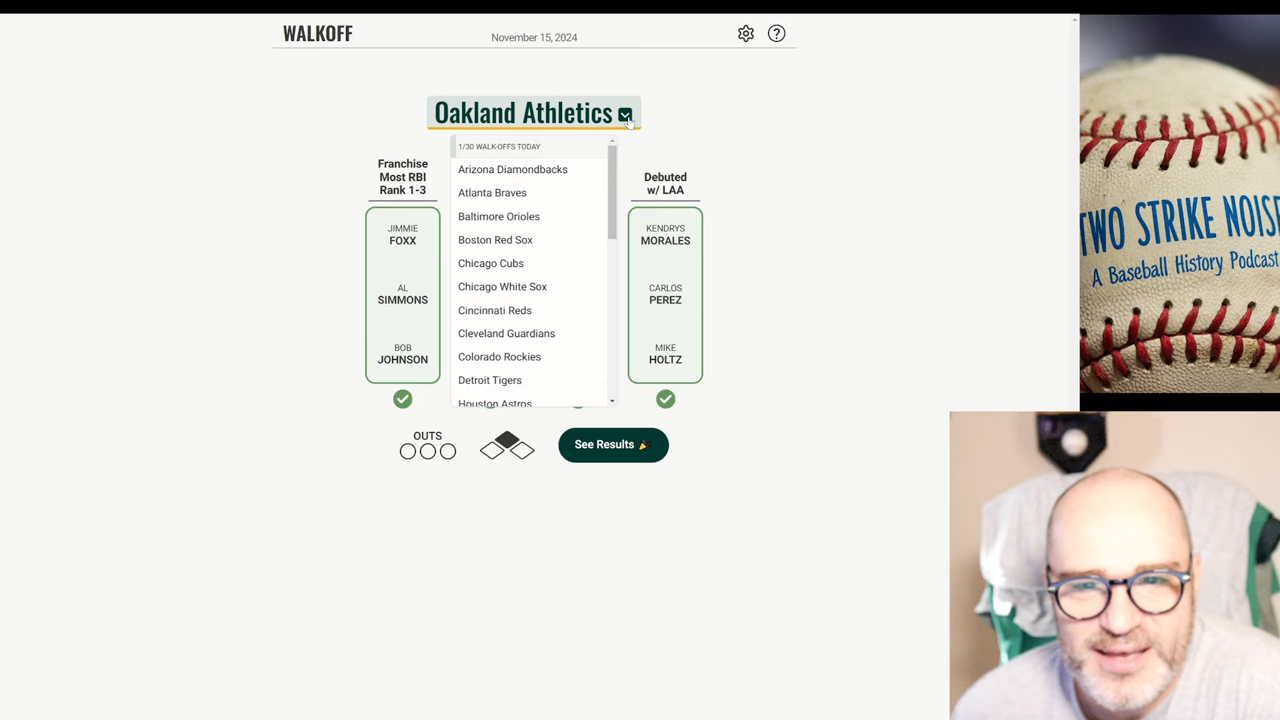 WALKOFF
November 15, 2024
Oakland Athletics
1/30 WALK-OFFS TODAY
Arizona Diamondbacks
Atlanta Braves
Baltimore Orioles
Boston Red Sox
Chicago Cubs
Chicago White Sox
Cincinnati Reds
Cleveland Guardians
Colorado Rockies
Detroit Tigers
Houston Astros
Franchise
Most RBI
Rank 1-3
JIMMIE
FOXX
AL
SIMMONS
BOB
JOHNSON
Debuted
w/ LAA
KENDRYS
MORALES
CARLOS
PEREZ
MIKE
HOLTZ
OUTS
See Results
TWO STRIKE NOISE
A Baseball History Podcast